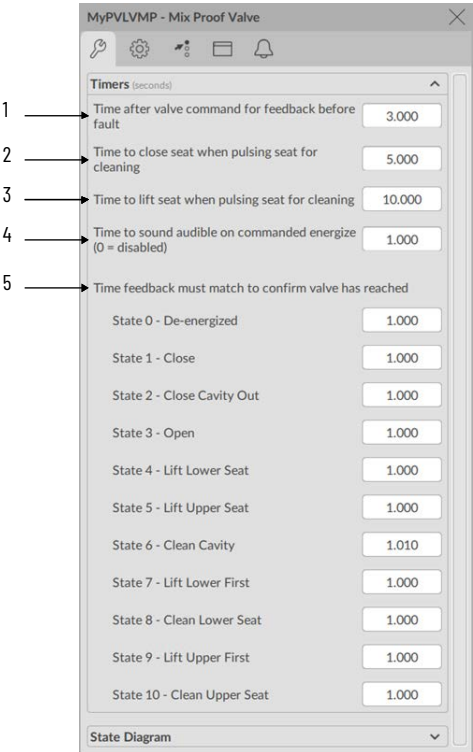 MyPVLVMP - Mix Proof Valve
Timers (seconds)
1
Time after valve command for feedback before
fault
3.000
2
Time to close seat when pulsing seat for
cleaning
5.000
3
Time to lift seat when pulsing seat for cleaning
10.000
4
Time to sound audible on commanded energize
(0 = disabled)
1.000
5
Time feedback must match to confirm valve has reached
State 0 - De-energized 1.000
State 1 - Close 1.000
State 2 - Close Cavity Out 1.000
State 3 - Open 1.000
State 4 - Lift Lower Seat 1.000
State 5 - Lift Upper Seat 1.000
State 6 - Clean Cavity 1.010
State 7 - Lift Lower First 1.000
State 8 - Clean Lower Seat 1.000
State 9 - Lift Upper First 1.000
State 10 - Clean Upper Seat 1.000
State Diagram